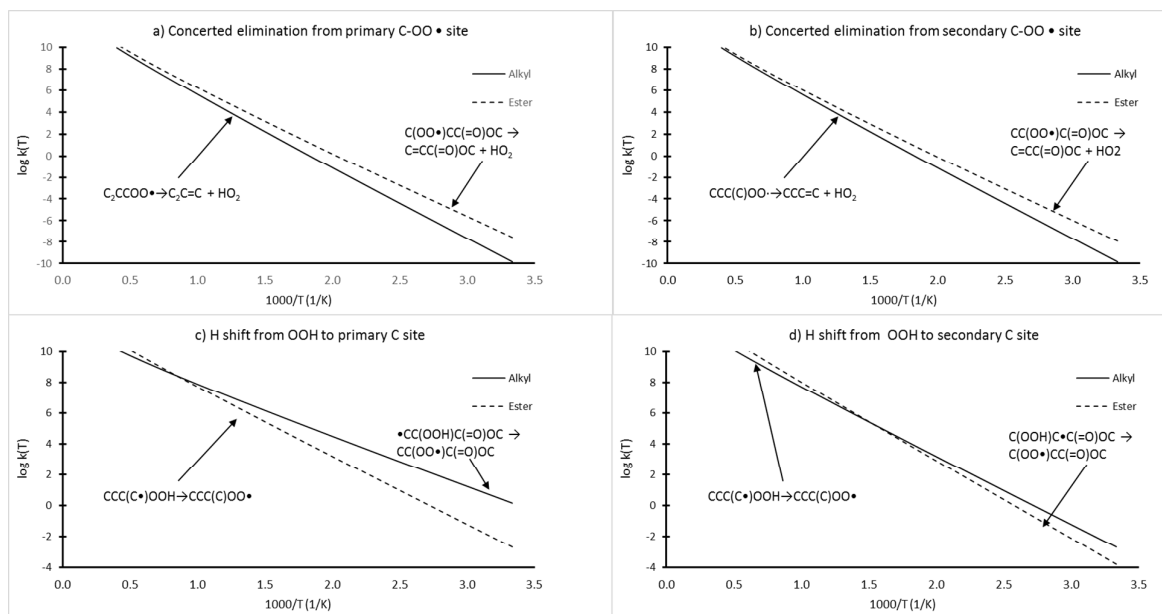 a) Concerted elimination from primary C-OO • site
10
8
6
4
2
0
-2
-4
-6
-8
-10
log k(T)
Alkyl
Ester
C(OO•)CC(=O)OC →
C=CC(=O)OC + HO₂
C₂CCOO•→C₂C=C + HO₂
0.0 0.5 1.0 1.5 2.0 2.5 3.0 3.5
1000/T (1/K)
b) Concerted elimination from secondary C-OO • site
10
8
6
4
2
0
-2
-4
-6
-8
-10
log k(T)
Alkyl
Ester
CC(OO•)C(=O)OC →
C=CC(=O)OC + HO2
CCC(C)OO·→CCC=C + HO₂
0.0 0.5 1.0 1.5 2.0 2.5 3.0 3.5
1000/T (1/K)
c) H shift from OOH to primary C site
10
8
6
4
2
0
-2
-4
log k(T)
Alkyl
Ester
•CC(OOH)C(=O)OC →
CC(OO•)C(=O)OC
CCC(C•)OOH→CCC(C)OO•
0.0 0.5 1.0 1.5 2.0 2.5 3.0 3.5
1000/T (1/K)
d) H shift from OOH to secondary C site
10
8
6
4
2
0
-2
-4
log k(T)
Alkyl
Ester
C(OOH)C•C(=O)OC →
C(OO•)CC(=O)OC
CCC(C•)OOH→CCC(C)OO•
0.0 0.5 1.0 1.5 2.0 2.5 3.0 3.5
1000/T (1/K)